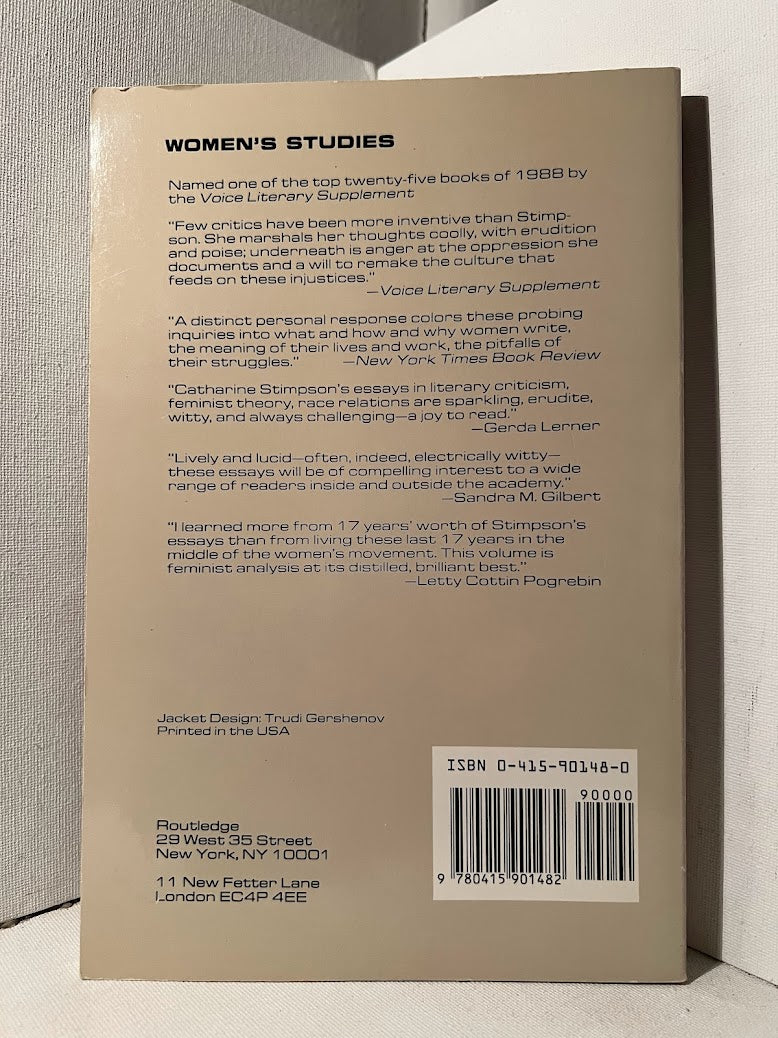 WOMEN'S STUDIES
Named one of the top twenty-five books of 1988 by
the Voice Literary Supplement
"Few critics have been more inventive than Stimp-
son. She marshals her thoughts coolly, with erudition
and poise; underneath is anger at the oppression she
documents and a will to remake the culture that
feeds on these injustices."
—Voice Literary Supplement
"A distinct personal response colors these probing
inquiries into what and how and why women write,
the meaning of their lives and work, the pitfalls of
their struggles." —New York Times Book Review
"Catharine Stimpson's essays in literary criticism,
feminist theory, race relations are sparkling, erudite,
witty, and always challenging—a joy to read."
—Gerda Lerner
"Lively and lucid—often, indeed, electrically witty—
these essays will be of compelling interest to a wide
range of readers inside and outside the academy."
—Sandra M. Gilbert
"I learned more from 17 years' worth of Stimpson's
essays than from living these last 17 years in the
middle of the women's movement. This volume is
feminist analysis at its distilled, brilliant best."
—Letty Cottin Pogrebin
Jacket Design: Trudi Gershenov
Printed in the USA
Routledge
29 West 35 Street
New York, NY 10001
11 New Fetter Lane
London EC4P 4EE
ISBN 0-415-90148-0
90000
9 780415 901482